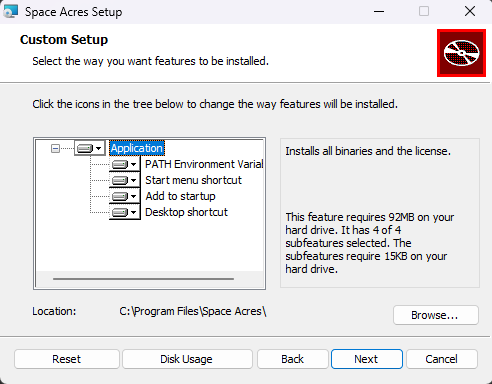 Space Acres Setup
Custom Setup
Select the way you want features to be installed.
Click the icons in the tree below to change the way features will be installed.
Application
PATH Environment Varial
Start menu shortcut
Add to startup
Desktop shortcut
Installs all binaries and the license.
This feature requires 92MB on your
hard drive. It has 4 of 4
subfeatures selected. The
subfeatures require 15KB on your
hard drive.
Location: C:\Program Files\Space Acres\
Browse...
Reset Disk Usage Back Next Cancel